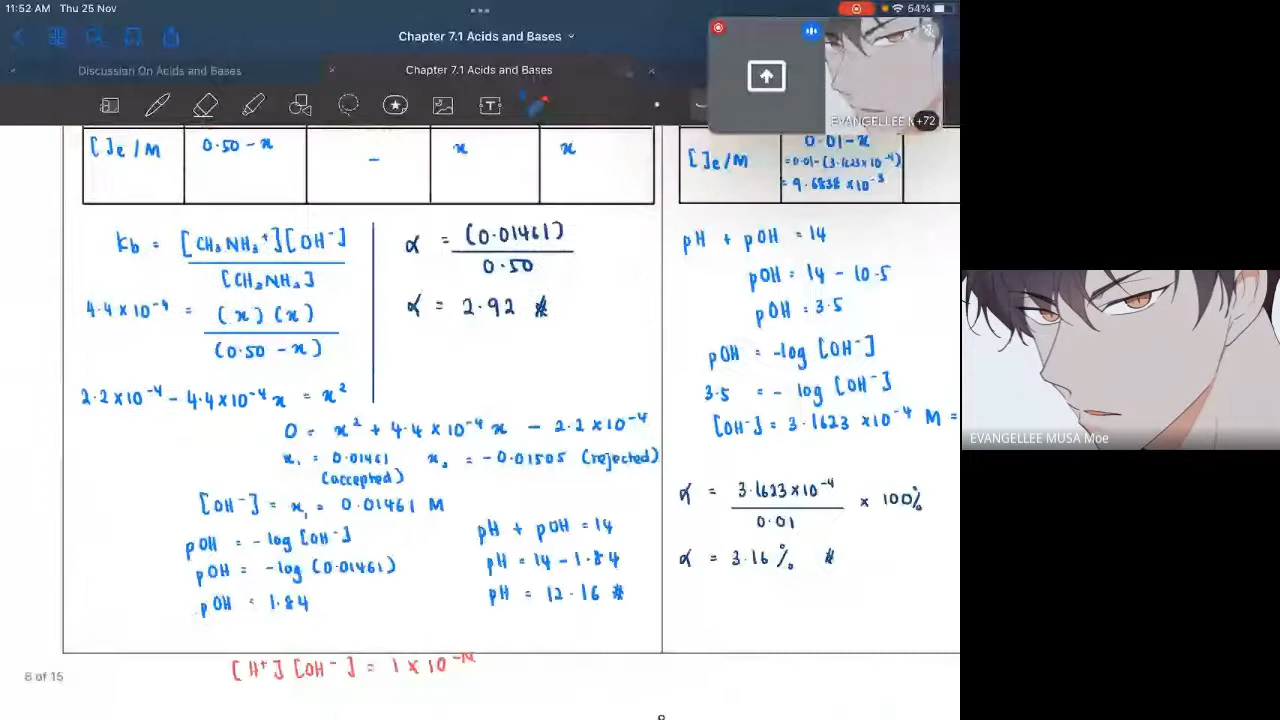 11:52 AM Thu 25 Nov
54%
Chapter 7.1 Acids and Bases
Discussion On Acids and Bases
Chapter 7.1 Acids and Bases
EVANGELLEE M +72
[ ]e / M 0.50 - x - x x
Kb = [CH₃NH₃⁺][OH⁻]
[CH₃NH₂]
4.4 x 10⁻⁴ = (x)(x)
(0.50 - x)
2.2 x 10⁻⁴ - 4.4 x 10⁻⁴ x = x²
0 = x² + 4.4 x 10⁻⁴ x - 2.2 x 10⁻⁴
x₁ = 0.01461 x₂ = -0.01505 (rejected)
(accepted)
[OH⁻] = x₁ = 0.01461 M
pOH = -log [OH⁻]
pOH = -log (0.01461)
pOH = 1.84
α = (0.01461)
0.50
α = 2.92 *
pH + pOH = 14
pH = 14 - 1.84
pH = 12.16 *
[H⁺][OH⁻] = 1 x 10⁻¹⁴
8 of 15
[ ]e / M
0.01 - x
= 0.01 - (3.1623 x 10⁻⁴)
= 9.6838 x 10⁻³
pH + pOH = 14
pOH = 14 - 10.5
pOH = 3.5
pOH = -log [OH⁻]
3.5 = - log [OH⁻]
[OH⁻] = 3.1623 x 10⁻⁴ M =
α = 3.1623 x 10⁻⁴ x 100%
0.01
α = 3.16 % *
EVANGELLEE MUSA Moe